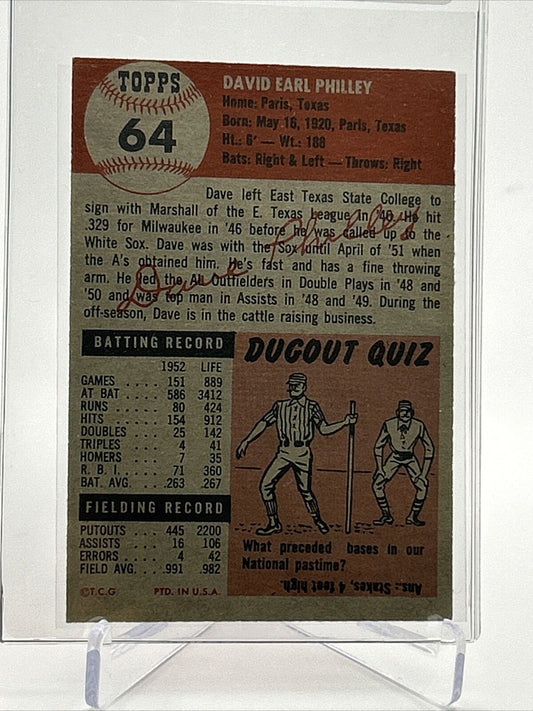 TOPPS
64
DAVID EARL PHILLEY
Home: Paris, Texas
Born: May 16, 1920, Paris, Texas
Ht.: 6' — Wt.: 188
Bats: Right & Left — Throws: Right
Dave left East Texas State College to
sign with Marshall of the E. Texas League in '40. He hit
.329 for Milwaukee in '46 before he was called up to the
White Sox. Dave was with the Sox until April of '51 when
the A's obtained him. He's fast and has a fine throwing
arm. He led the AL Outfielders in Double Plays in '48 and
'50 and was top man in Assists in '48 and '49. During the
off-season, Dave is in the cattle raising business.
Dave Philley
BATTING RECORD
1952 LIFE
GAMES .... 151 889
AT BAT .... 586 3412
RUNS .... 80 424
HITS .... 154 912
DOUBLES .. 25 142
TRIPLES ... 4 41
HOMERS ... 7 35
R. B. I. .... 71 360
BAT. AVG. .. .263 .267
FIELDING RECORD
PUTOUTS ... 445 2200
ASSISTS ... 16 106
ERRORS .... 4 42
FIELD AVG. .. .991 .982
DUGOUT QUIZ
What preceded bases in our
National pastime?
Ans.: Stakes, 4 feet high.
©T.C.G PTD. IN U.S.A.